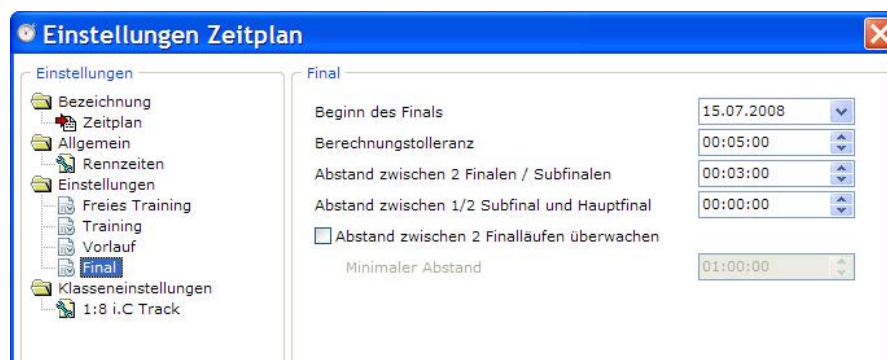 Einstellungen Zeitplan
Einstellungen
Bezeichnung
Zeitplan
Allgemein
Rennzeiten
Einstellungen
Freies Training
Training
Vorlauf
Final
Klasseneinstellungen
1:8 i.C Track
Final
Beginn des Finals 15.07.2008
Berechnungstolleranz 00:05:00
Abstand zwischen 2 Finalen / Subfinalen 00:03:00
Abstand zwischen 1/2 Subfinal und Hauptfinal 00:00:00
Abstand zwischen 2 Finalläufen überwachen
Minimaler Abstand 01:00:00